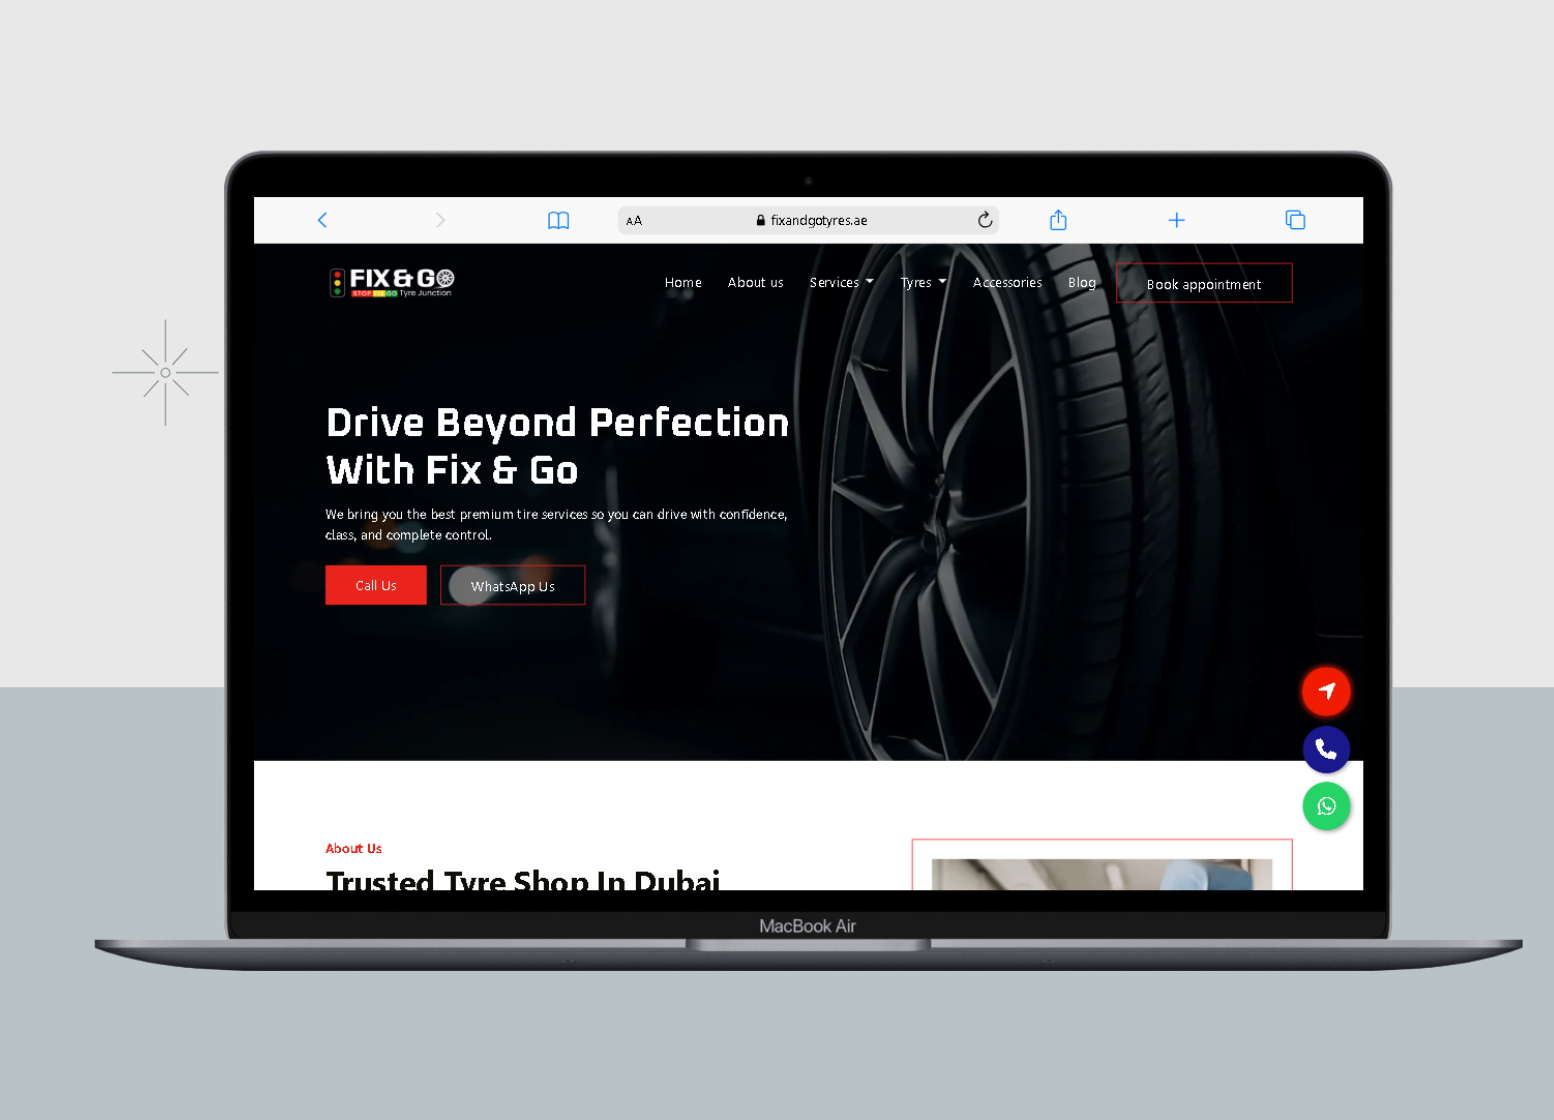 AA
fixandgotyres.ae
FIX & GO
STOP FIX GO Tyre Junction
Home
About us
Services
Tyres
Accessories
Blog
Book appointment
Drive Beyond Perfection
With Fix & Go
We bring you the best premium tire services so you can drive with confidence,
class, and complete control.
Call Us
WhatsApp Us
About Us
Trusted Tyre Shop In Dubai
MacBook Air